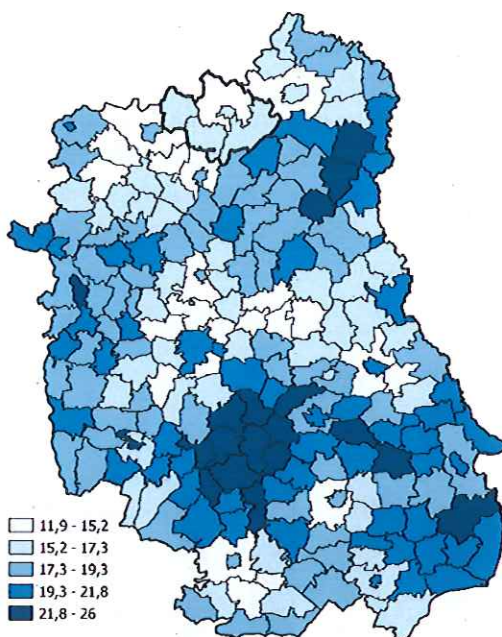 11,9 - 15,2
15,2 - 17,3
17,3 - 19,3
19,3 - 21,8
21,8 - 26